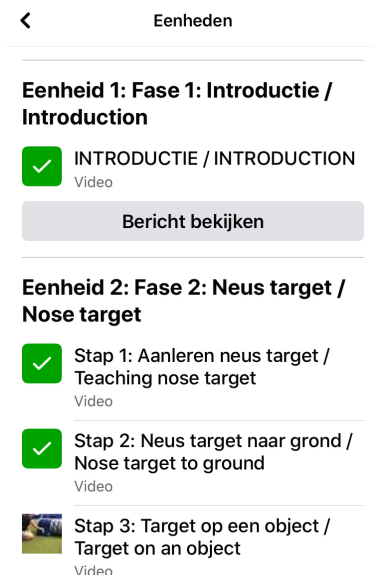 Eenheden
Eenheid 1: Fase 1: Introductie /
Introduction
INTRODUCTIE / INTRODUCTION
Video
Bericht bekijken
Eenheid 2: Fase 2: Neus target /
Nose target
Stap 1: Aanleren neus target /
Teaching nose target
Video
Stap 2: Neus target naar grond /
Nose target to ground
Video
Stap 3: Target op een object /
Target on an object
Video